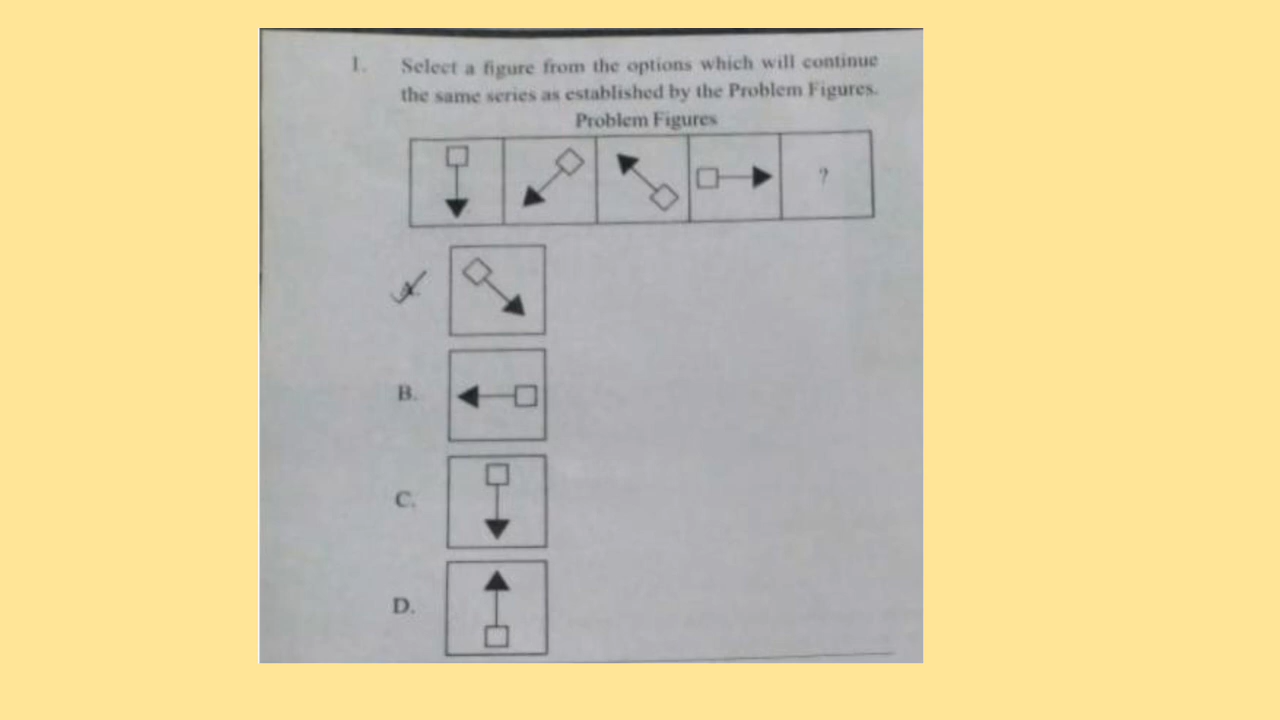 1. Select a figure from the options which will continue
the same series as established by the Problem Figures.
Problem Figures
?
A.
B.
C.
D.